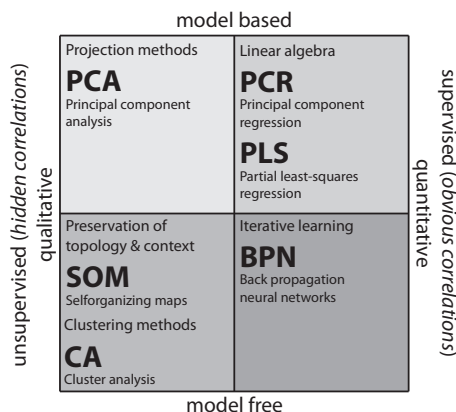 model based
unsupervised (hidden correlations)
qualitative
Projection methods
PCA
Principal component
analysis
Linear algebra
PCR
Principal component
regression
PLS
Partial least-squares
regression
Preservation of
topology & context
SOM
Selforganizing maps
Clustering methods
CA
Cluster analysis
Iterative learning
BPN
Back propagation
neural networks
supervised (obvious correlations)
quantitative
model free